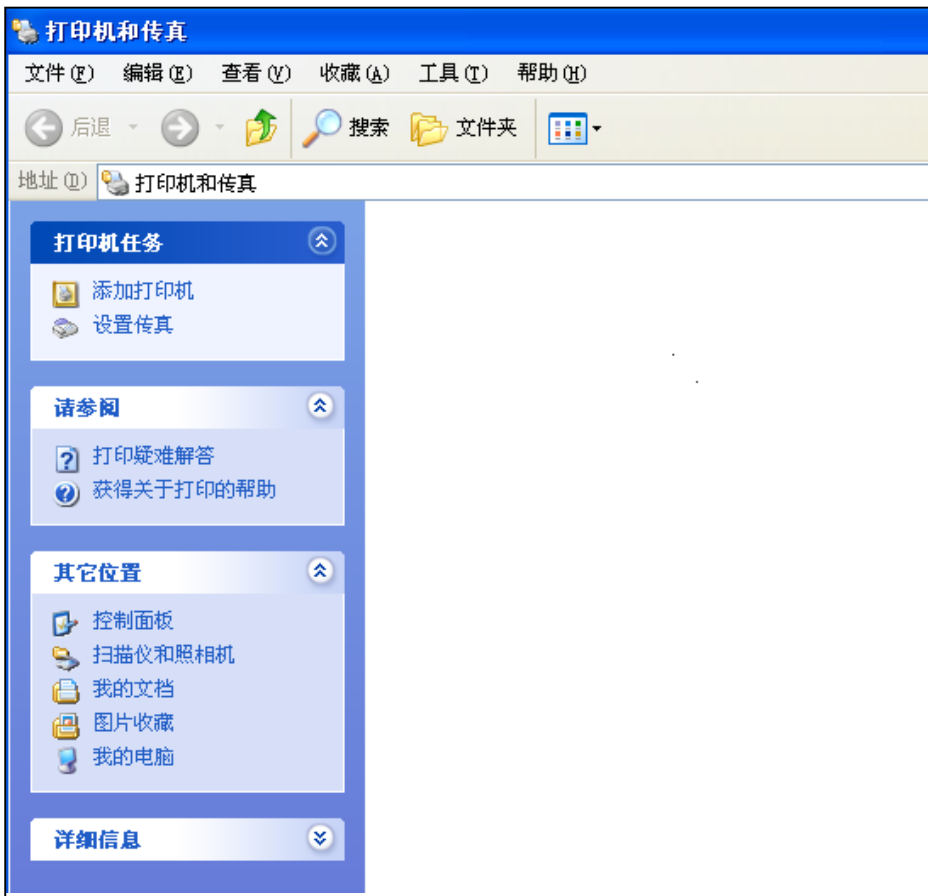 打印机和传真
文件(F) 编辑(E) 查看(V) 收藏(A) 工具(T) 帮助(H)
后退 搜索 文件夹
地址(D) 打印机和传真
打印机任务
添加打印机
设置传真
请参阅
打印疑难解答
获得关于打印的帮助
其它位置
控制面板
扫描仪和照相机
我的文档
图片收藏
我的电脑
详细信息